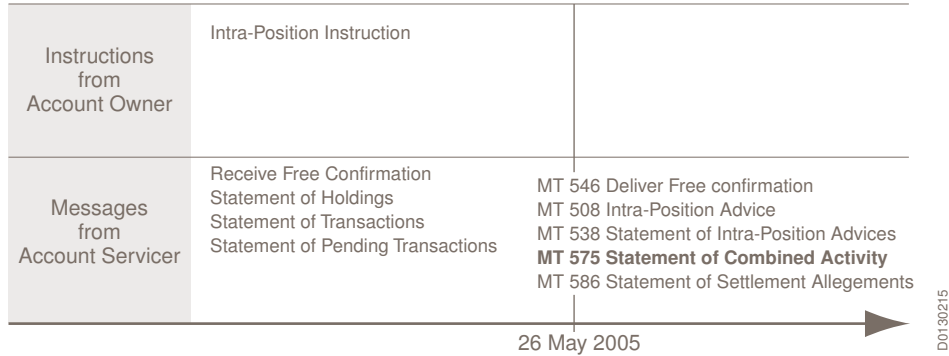 Instructions
from
Account Owner
Intra-Position Instruction
Messages
from
Account Servicer
Receive Free Confirmation
Statement of Holdings
Statement of Transactions
Statement of Pending Transactions
MT 546 Deliver Free confirmation
MT 508 Intra-Position Advice
MT 538 Statement of Intra-Position Advices
MT 575 Statement of Combined Activity
MT 586 Statement of Settlement Allegements
26 May 2005
D0130215